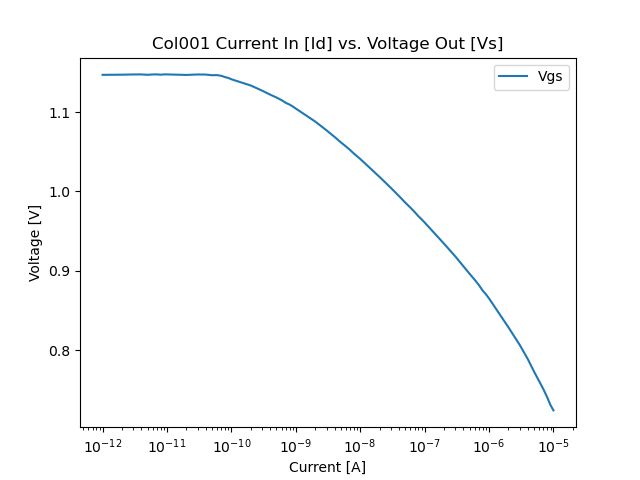 Col001 Current In [Id] vs. Voltage Out [Vs]
Vgs
1.1
1.0
0.9
0.8
Voltage [V]
10⁻¹² 10⁻¹¹ 10⁻¹⁰ 10⁻⁹ 10⁻⁸ 10⁻⁷ 10⁻⁶ 10⁻⁵
Current [A]